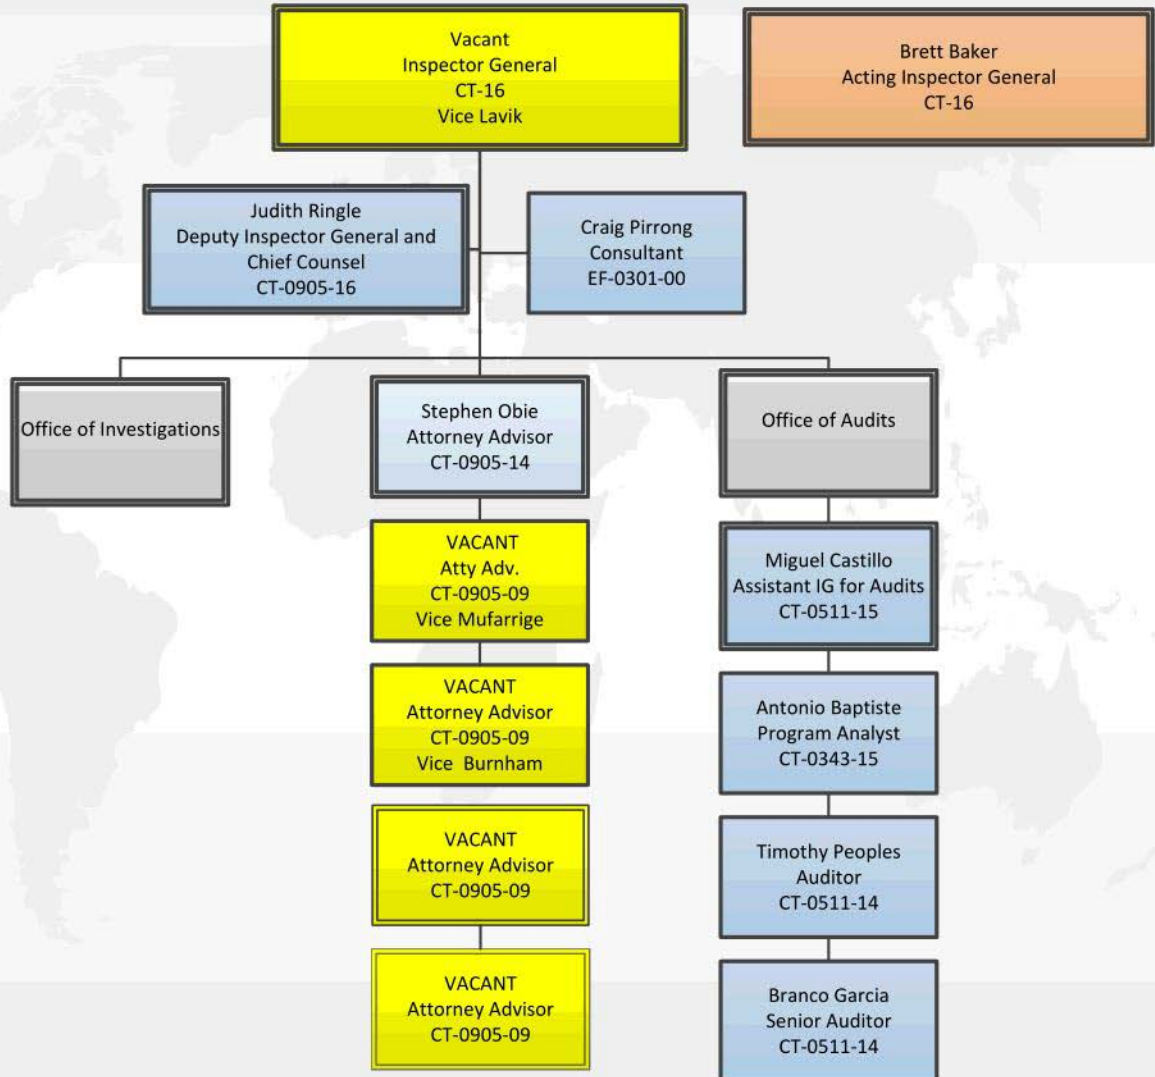 Vacant
Inspector General
CT-16
Vice Lavik
Brett Baker
Acting Inspector General
CT-16
Judith Ringle
Deputy Inspector General and
Chief Counsel
CT-0905-16
Craig Pirrong
Consultant
EF-0301-00
Office of Investigations
Stephen Obie
Attorney Advisor
CT-0905-14
VACANT
Atty Adv.
CT-0905-09
Vice Mufarrige
VACANT
Attorney Advisor
CT-0905-09
Vice Burnham
VACANT
Attorney Advisor
CT-0905-09
VACANT
Attorney Advisor
CT-0905-09
Office of Audits
Miguel Castillo
Assistant IG for Audits
CT-0511-15
Antonio Baptiste
Program Analyst
CT-0343-15
Timothy Peoples
Auditor
CT-0511-14
Branco Garcia
Senior Auditor
CT-0511-14